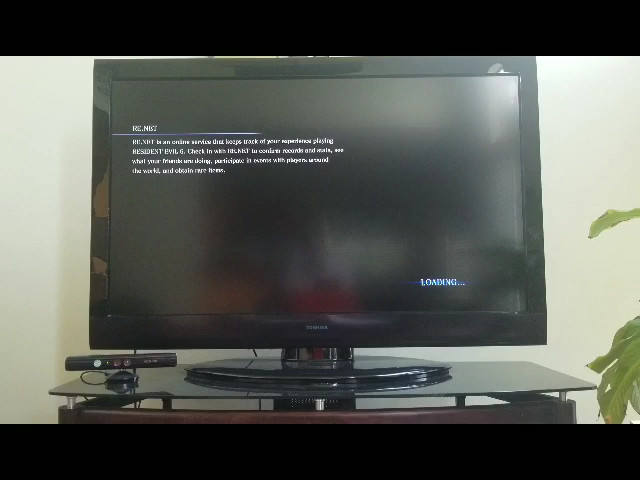 RE.NET
RE.NET is an online service that keeps track of your experience playing
RESIDENT EVIL 6. Check in with RE.NET to confirm records and stats, see
what your friends are doing, participate in events with players around
the world, and obtain rare items.
LOADING...
TOSHIBA